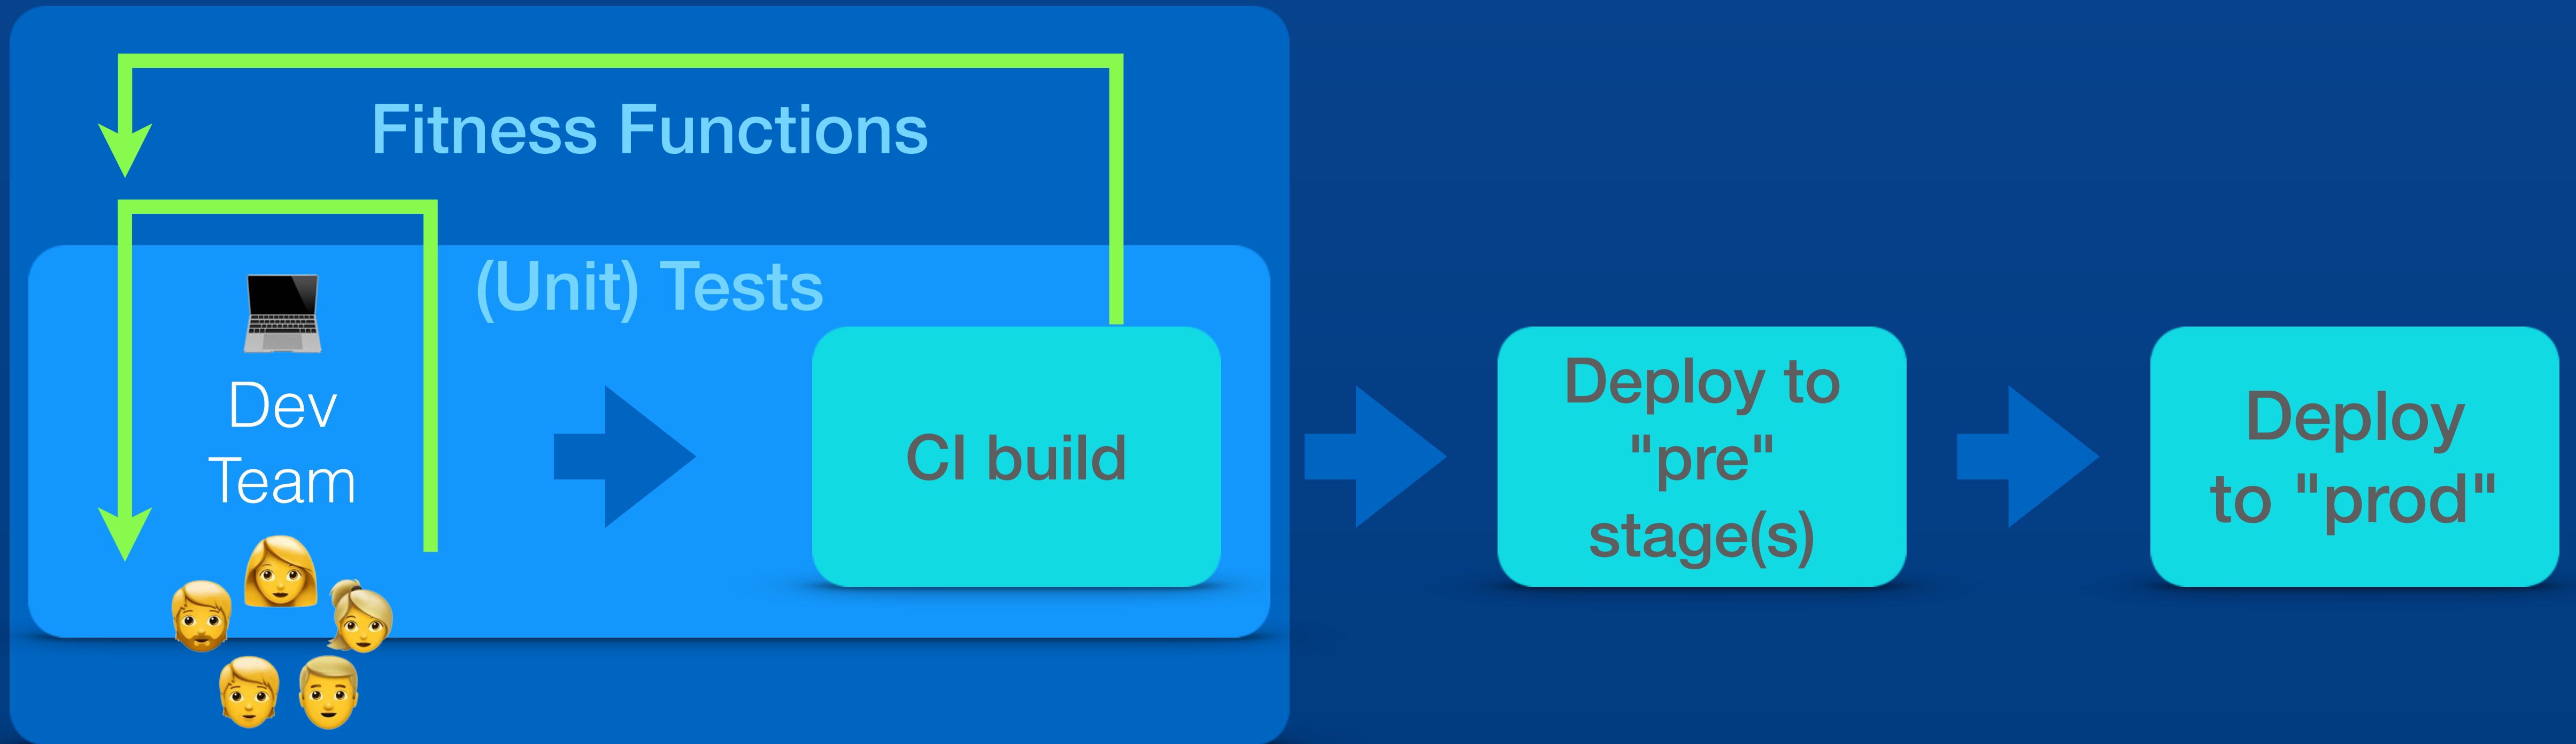 Fitness Functions
(Unit) Tests
Dev
Team
CI build
Deploy to
"pre"
stage(s)
Deploy
to "prod"